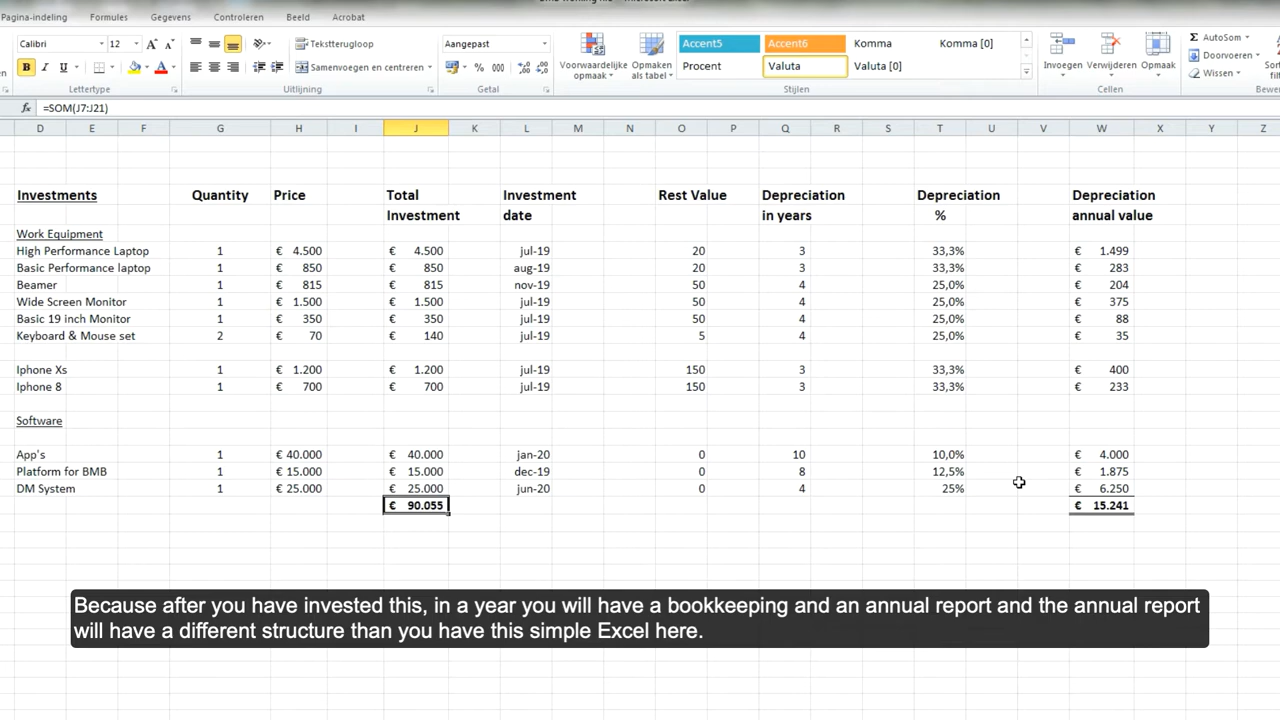 Pagina-indeling Formules Gegevens Controleren Beeld Acrobat
Calibri 12 Tekstterugloop Aangepast Voorwaardelijke opmaak Opmaken als tabel Accent5 Accent6 Komma Komma [0] Invoegen Verwijderen Opmaak AutoSom
B I U A Samenvoegen en centreren % 000 Procent Valuta Valuta [0] Doorvoeren
Wissen
Lettertype Uitlijning Getal Stijlen Cellen
fx =SOM(J7:J21)
D E F G H I J K L M N O P Q R S T U V W X Y Z
Investments Quantity Price Total Investment Rest Value Depreciation Depreciation Depreciation
Investment date in years % annual value
Work Equipment
High Performance Laptop 1 € 4.500 € 4.500 jul-19 20 3 33,3% € 1.499
Basic Performance laptop 1 € 850 € 850 aug-19 20 3 33,3% € 283
Beamer 1 € 815 € 815 nov-19 50 4 25,0% € 204
Wide Screen Monitor 1 € 1.500 € 1.500 jul-19 50 4 25,0% € 375
Basic 19 inch Monitor 1 € 350 € 350 jul-19 50 4 25,0% € 88
Keyboard & Mouse set 2 € 70 € 140 jul-19 5 4 25,0% € 35
Iphone Xs 1 € 1.200 € 1.200 jul-19 150 3 33,3% € 400
Iphone 8 1 € 700 € 700 jul-19 150 3 33,3% € 233
Software
App's 1 € 40.000 € 40.000 jan-20 0 10 10,0% € 4.000
Platform for BMB 1 € 15.000 € 15.000 dec-19 0 8 12,5% € 1.875
DM System 1 € 25.000 € 25.000 jun-20 0 4 25% € 6.250
€ 90.055 € 15.241
Because after you have invested this, in a year you will have a bookkeeping and an annual report and the annual report
will have a different structure than you have this simple Excel here.